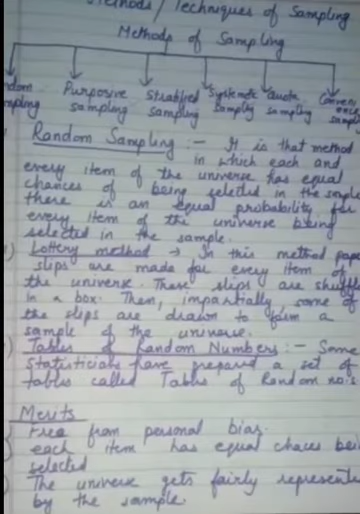 Methods / Techniques of Sampling
Methods of Sampling
Purposive Stratified Systematic Quota
sampling sampling sampling sampling
Random Sampling :- It is that method
in which each and
every item of the universe has equal
chances of being selected in the sample
there is an equal probability for
every item of the universe being
selected in the sample.
Lottery method → In this method paper
slips are made for every item of
the universe. These slips are shuffle
in a box. Then, impartially, some of
the slips are drawn to form a
sample of the universe.
Tables of Random Numbers :- Some
Statisticians have prepared a set of
tables called Tables of Random no.s
Merits
Free from personal bias.
each item has equal chaces bei
selected
The universe gets fairly represente
by the sample.